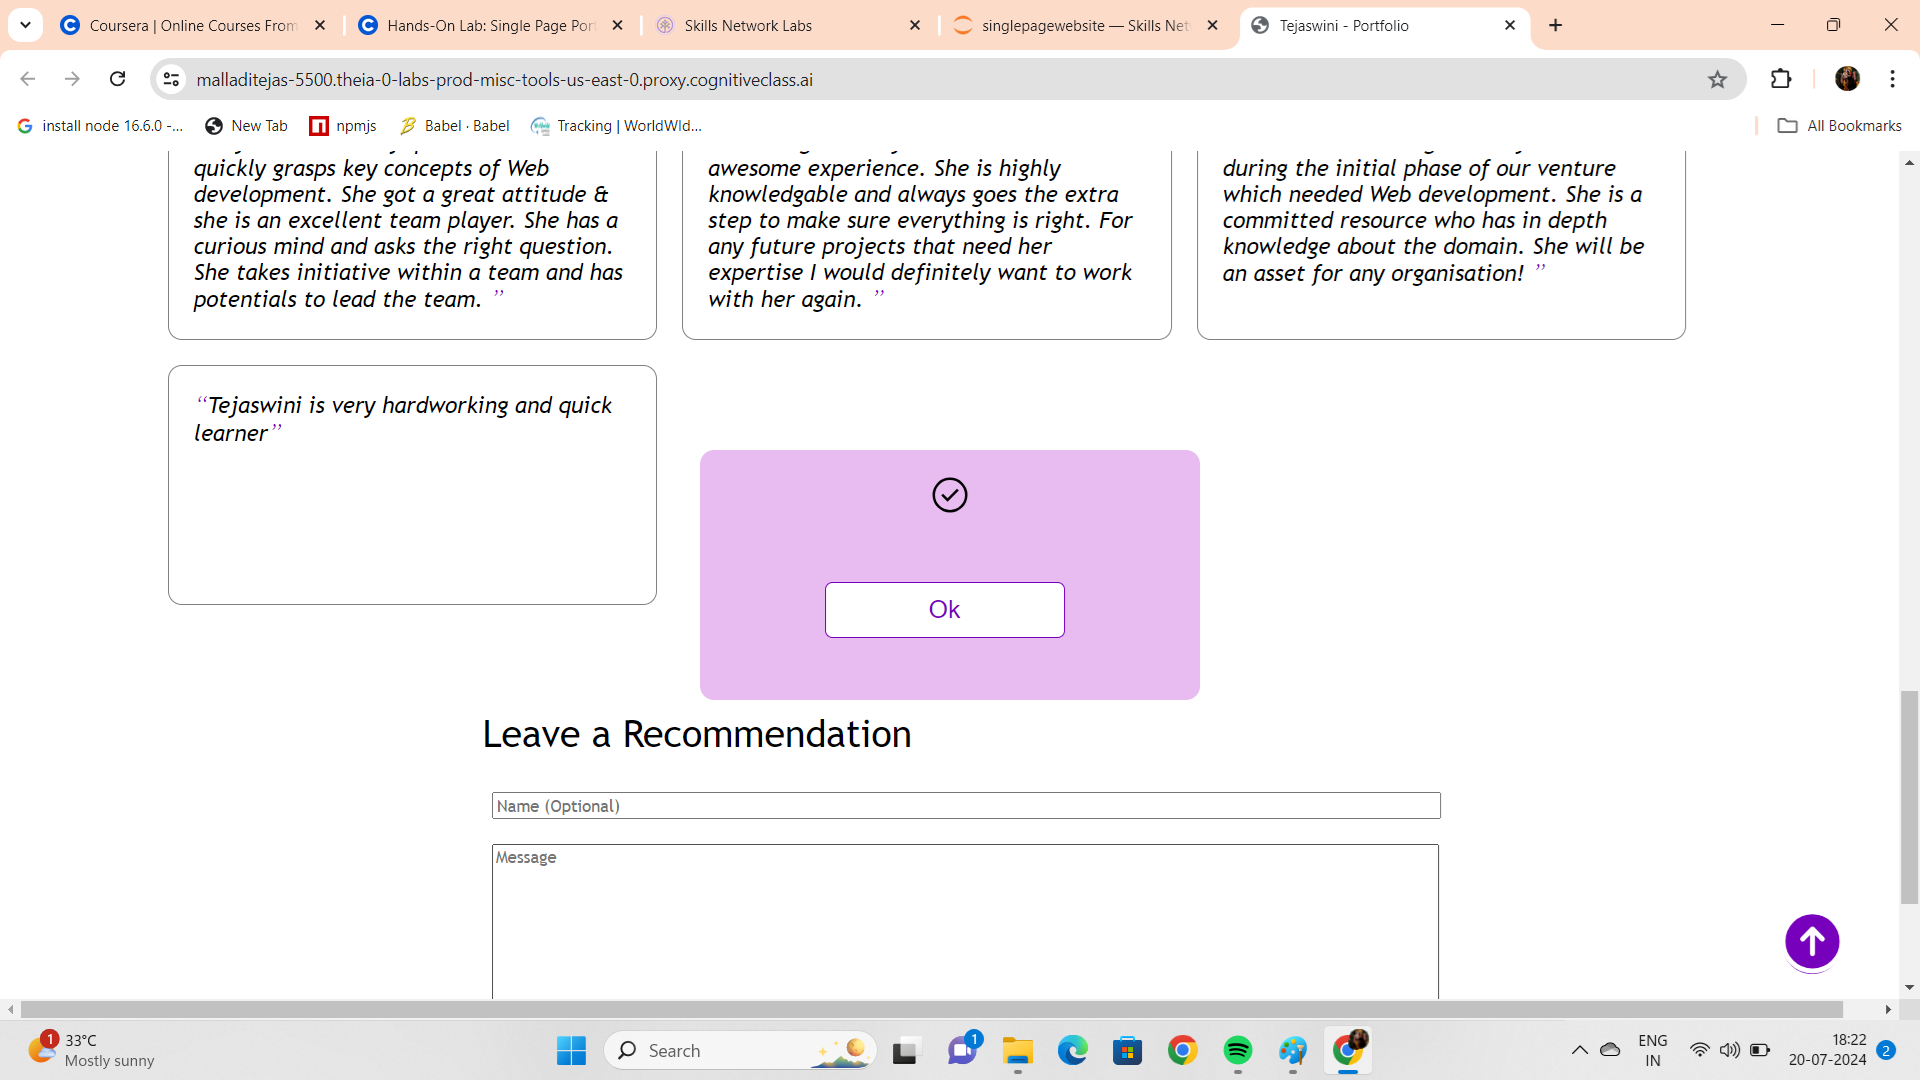 Coursera | Online Courses From
Hands-On Lab: Single Page Por
Skills Network Labs
singlepagewebsite — Skills Net
Tejaswini - Portfolio
malladitejas-5500.theia-0-labs-prod-misc-tools-us-east-0.proxy.cognitiveclass.ai
install node 16.6.0 -...
New Tab
npmjs
Babel · Babel
Tracking | WorldWId...
All Bookmarks
quickly grasps key concepts of Web
development. She got a great attitude &
she is an excellent team player. She has a
curious mind and asks the right question.
She takes initiative within a team and has
potentials to lead the team. ”
awesome experience. She is highly
knowledgable and always goes the extra
step to make sure everything is right. For
any future projects that need her
expertise I would definitely want to work
with her again. ”
during the initial phase of our venture
which needed Web development. She is a
committed resource who has in depth
knowledge about the domain. She will be
an asset for any organisation! ”
“Tejaswini is very hardworking and quick
learner”
Ok
Leave a Recommendation
Name (Optional)
Message
1
33°C
Mostly sunny
Search
1
ENG
IN
18:22
20-07-2024
2